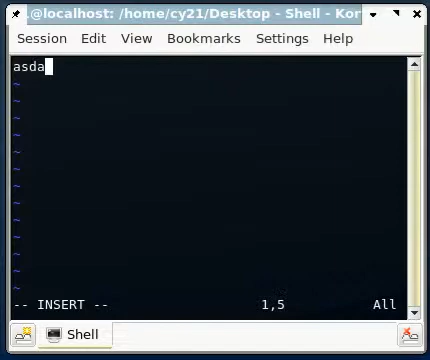 @localhost: /home/cy21/Desktop - Shell - Kor
Session Edit View Bookmarks Settings Help
asda
~
~
~
~
~
~
~
~
~
~
~
~
-- INSERT -- 1,5 All
Shell